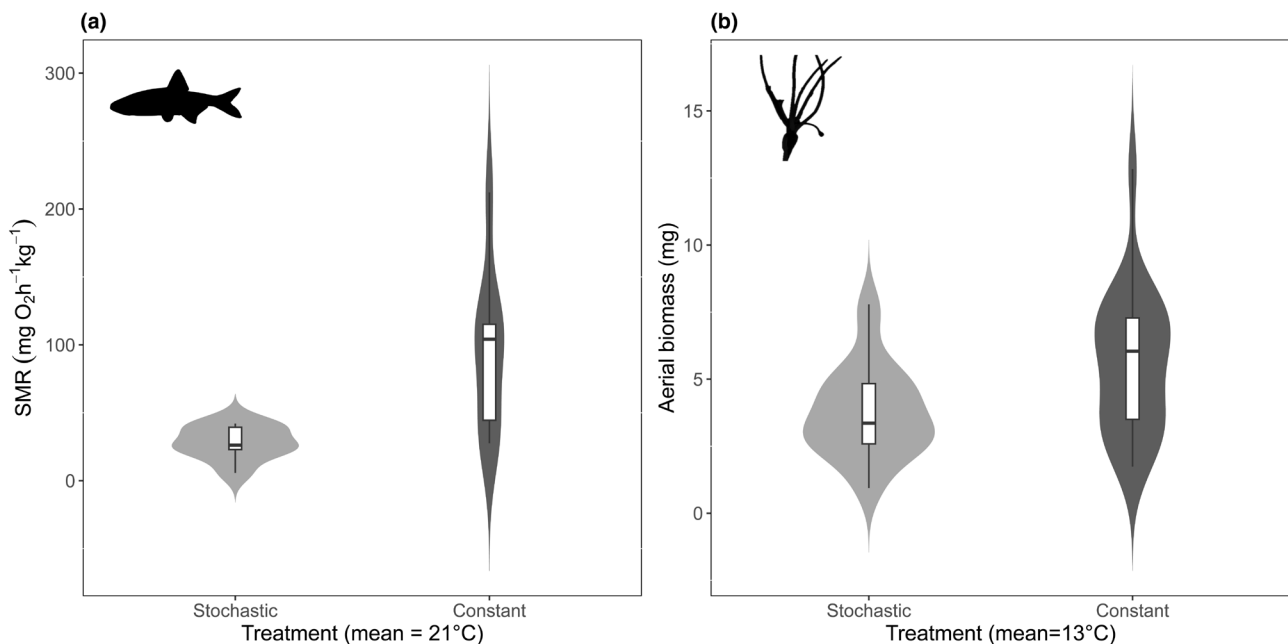 (a)
300
200
100
0
SMR (mg O₂h⁻¹kg⁻¹)
Stochastic
Constant
Treatment (mean = 21°C)
(b)
15
10
5
0
Aerial biomass (mg)
Stochastic
Constant
Treatment (mean=13°C)